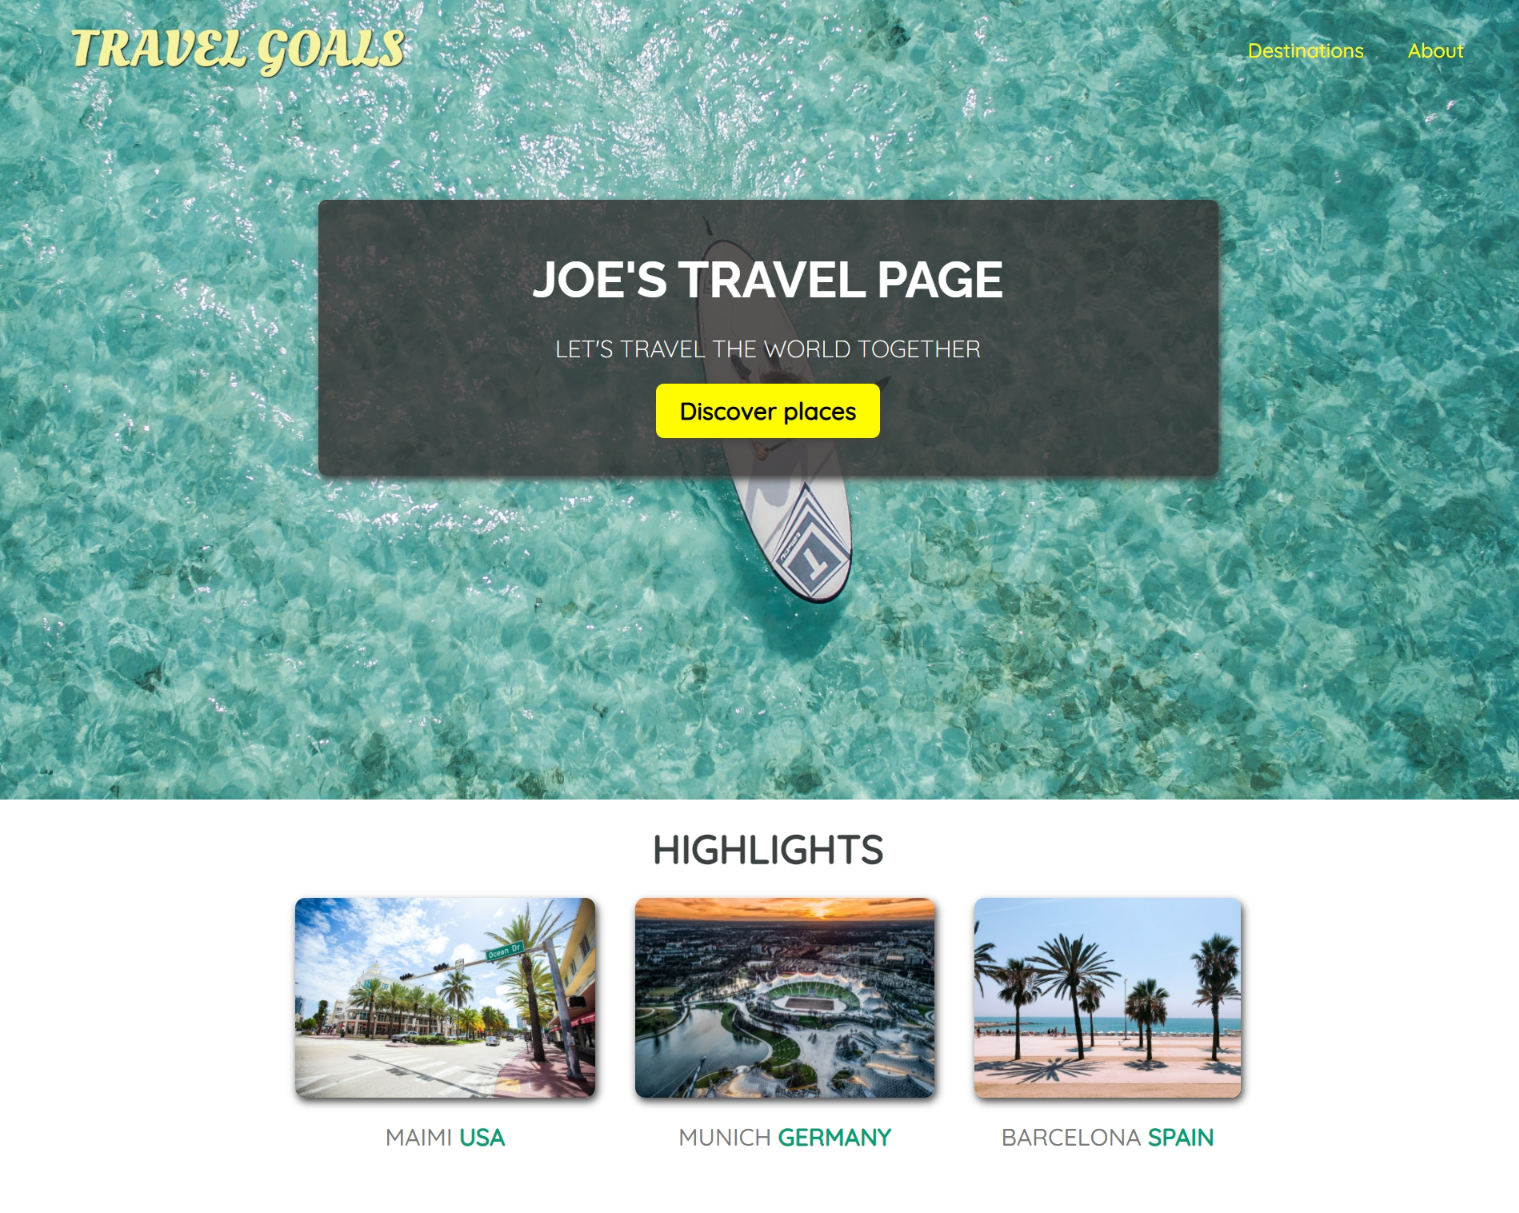 TRAVEL GOALS
Destinations
About
JOE'S TRAVEL PAGE
LET'S TRAVEL THE WORLD TOGETHER
Discover places
HIGHLIGHTS
Ocean Dr
MAIMI USA
MUNICH GERMANY
BARCELONA SPAIN